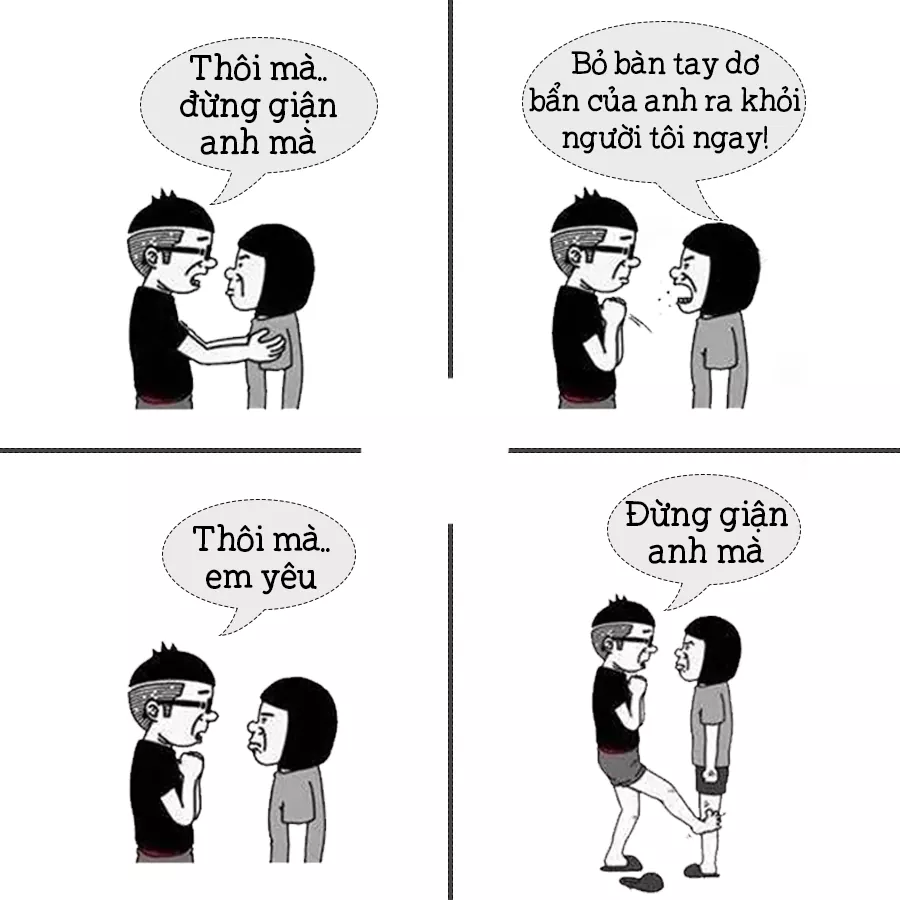 Thôi mà..
đừng giận
anh mà
Bỏ bàn tay dơ
bẩn của anh ra khỏi
người tôi ngay!
Thôi mà..
em yêu
Đừng giận
anh mà